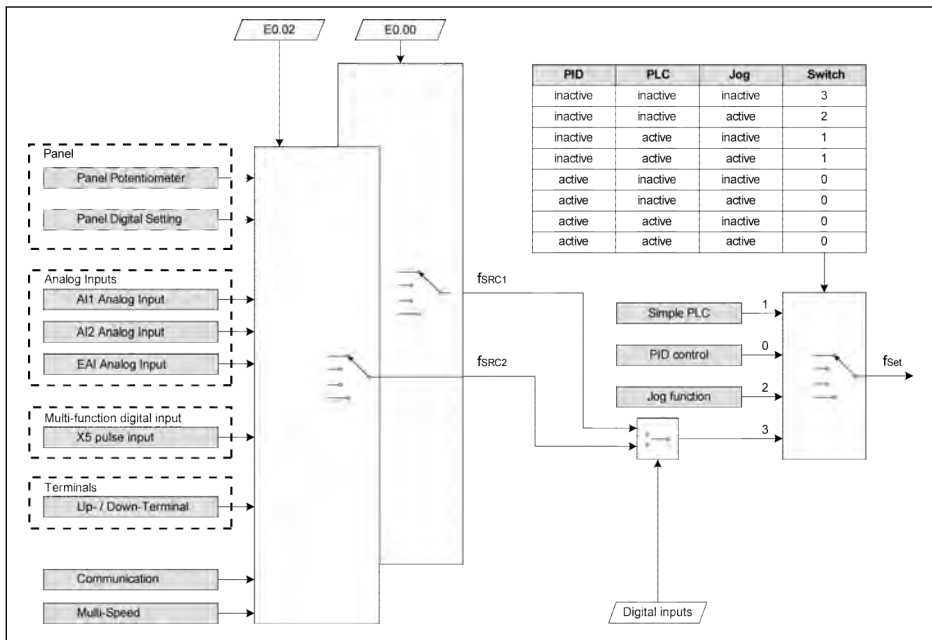 E0.02
E0.00
PID PLC Jog Switch
inactive inactive inactive 3
inactive inactive active 2
inactive active inactive 1
inactive active active 1
active inactive inactive 0
active inactive active 0
active active inactive 0
active active active 0
Panel
Panel Potentiometer
Panel Digital Setting
Analog Inputs
AI1 Analog Input
AI2 Analog Input
EAI Analog Input
Multi-function digital input
X5 pulse input
Terminals
Up- / Down-Terminal
Communication
Multi-Speed
fSRC1
fSRC2
Simple PLC 1
PID control 0
Jog function 2
3
fSet
Digital inputs